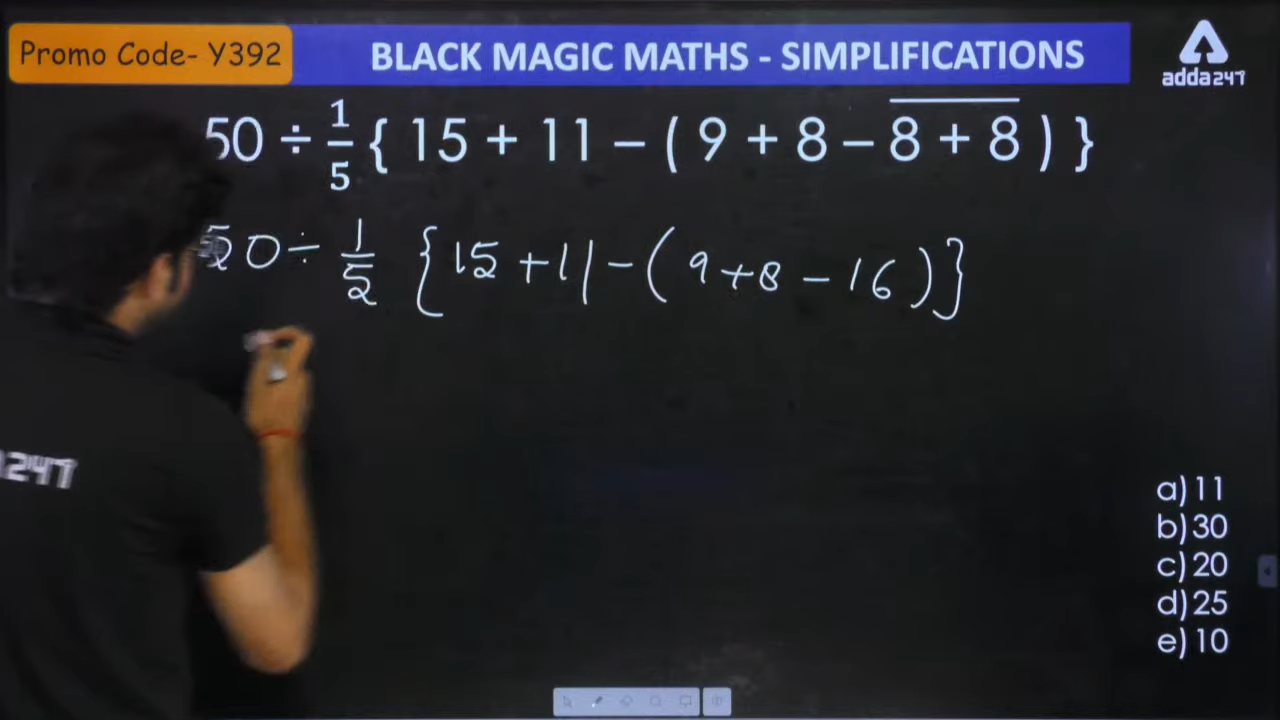 Promo Code- Y392
BLACK MAGIC MATHS - SIMPLIFICATIONS
adda247
50 ÷ 1/5 { 15 + 11 – ( 9 + 8 – 8 + 8 ) }
50 ÷ 1/5 { 15 + 11 - ( 9 + 8 - 16 ) }
247
a) 11
b) 30
c) 20
d) 25
e) 10